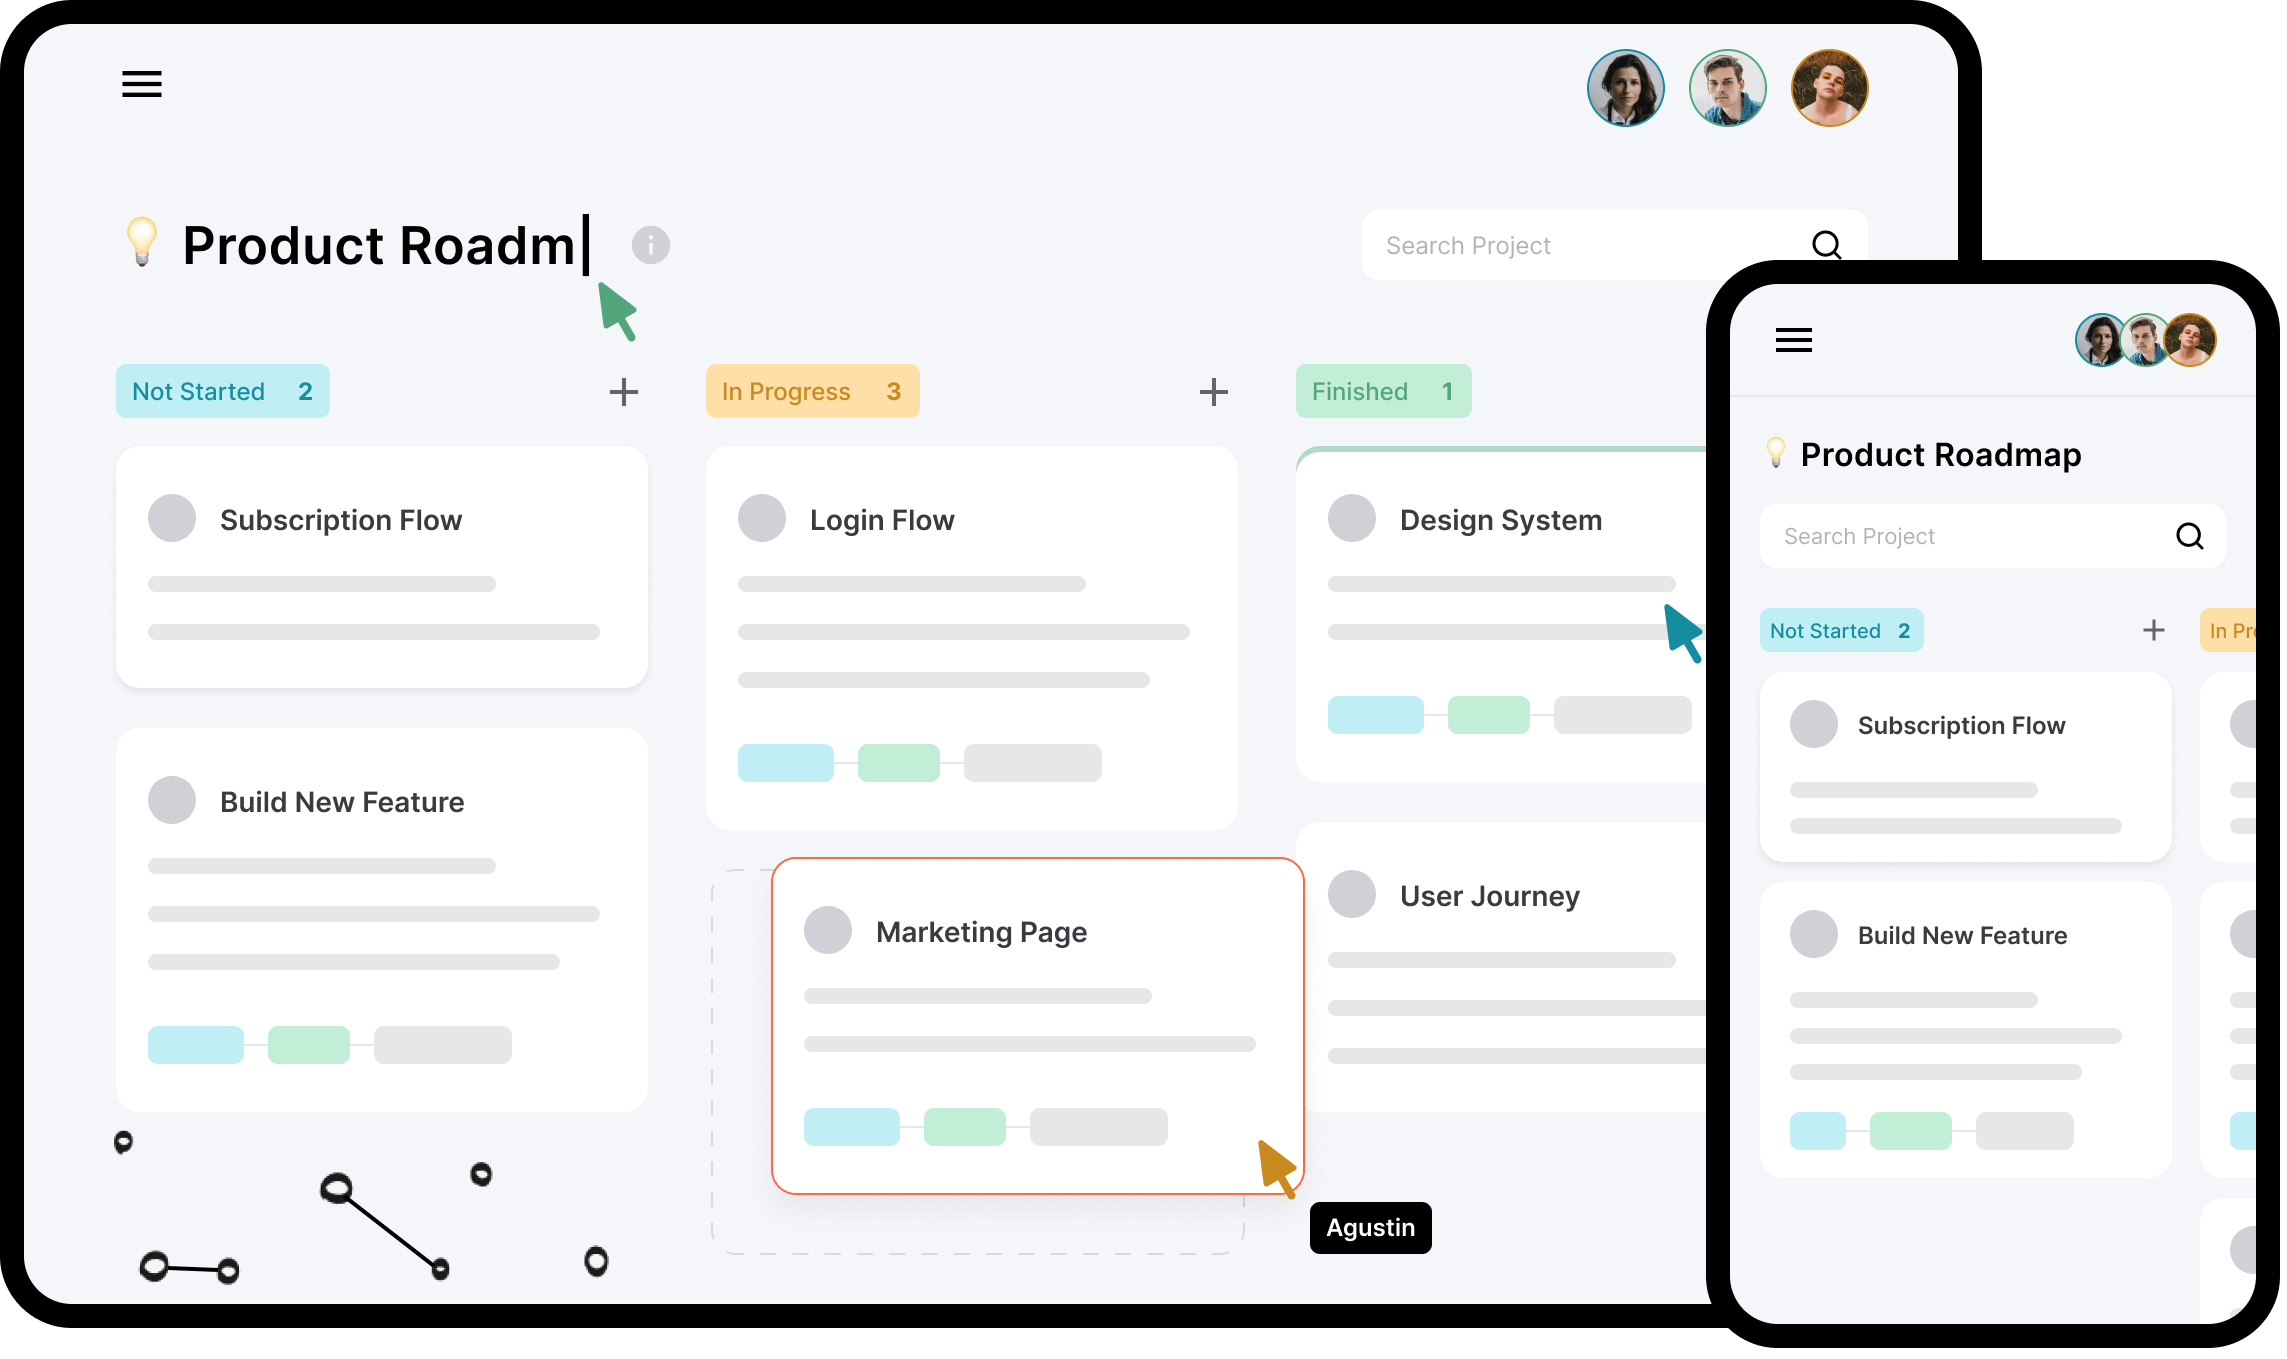 Product Roadm
Search Project
Not Started 2
In Progress 3
Finished 1
Subscription Flow
Login Flow
Design System
Build New Feature
Marketing Page
User Journey
Agustin
Product Roadmap
Search Project
Not Started 2
In Pr
Subscription Flow
Build New Feature